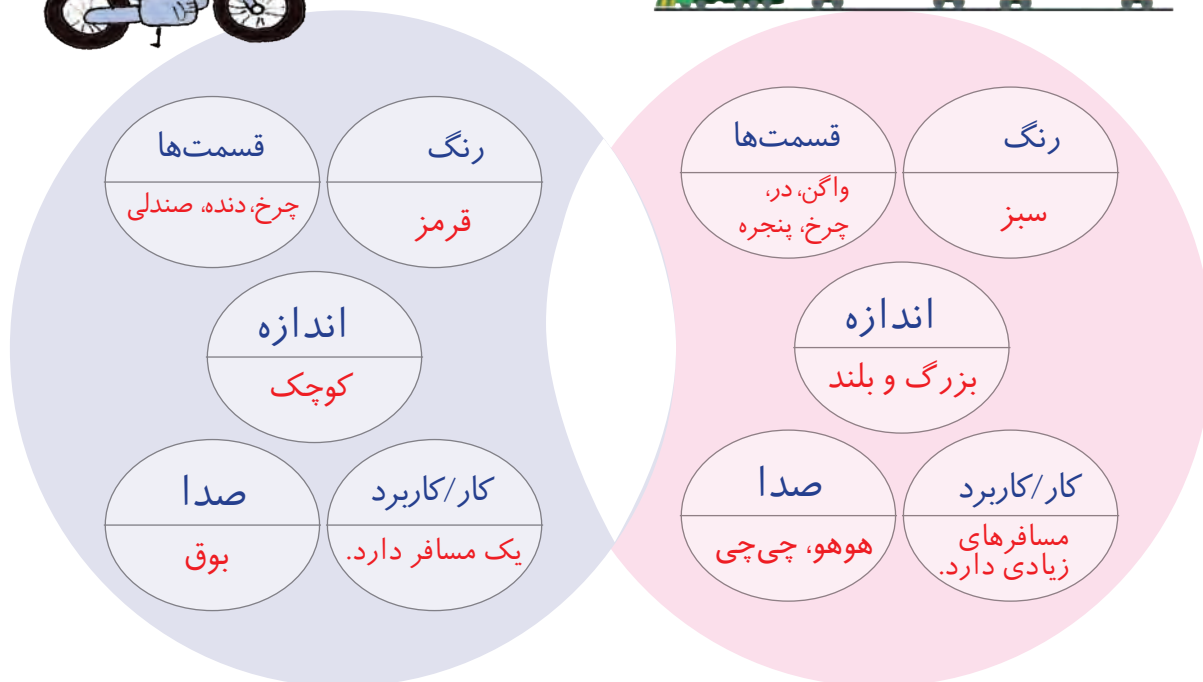 رنگ
سبز
قسمت‌ها
واگن، در،
چرخ، پنجره
اندازه
بزرگ و بلند
کار/کاربرد
مسافرهای
زیادی دارد.
صدا
هوهو، چی‌چی
رنگ
قرمز
قسمت‌ها
چرخ، دنده، صندلی
اندازه
کوچک
کار/کاربرد
یک مسافر دارد.
صدا
بوق